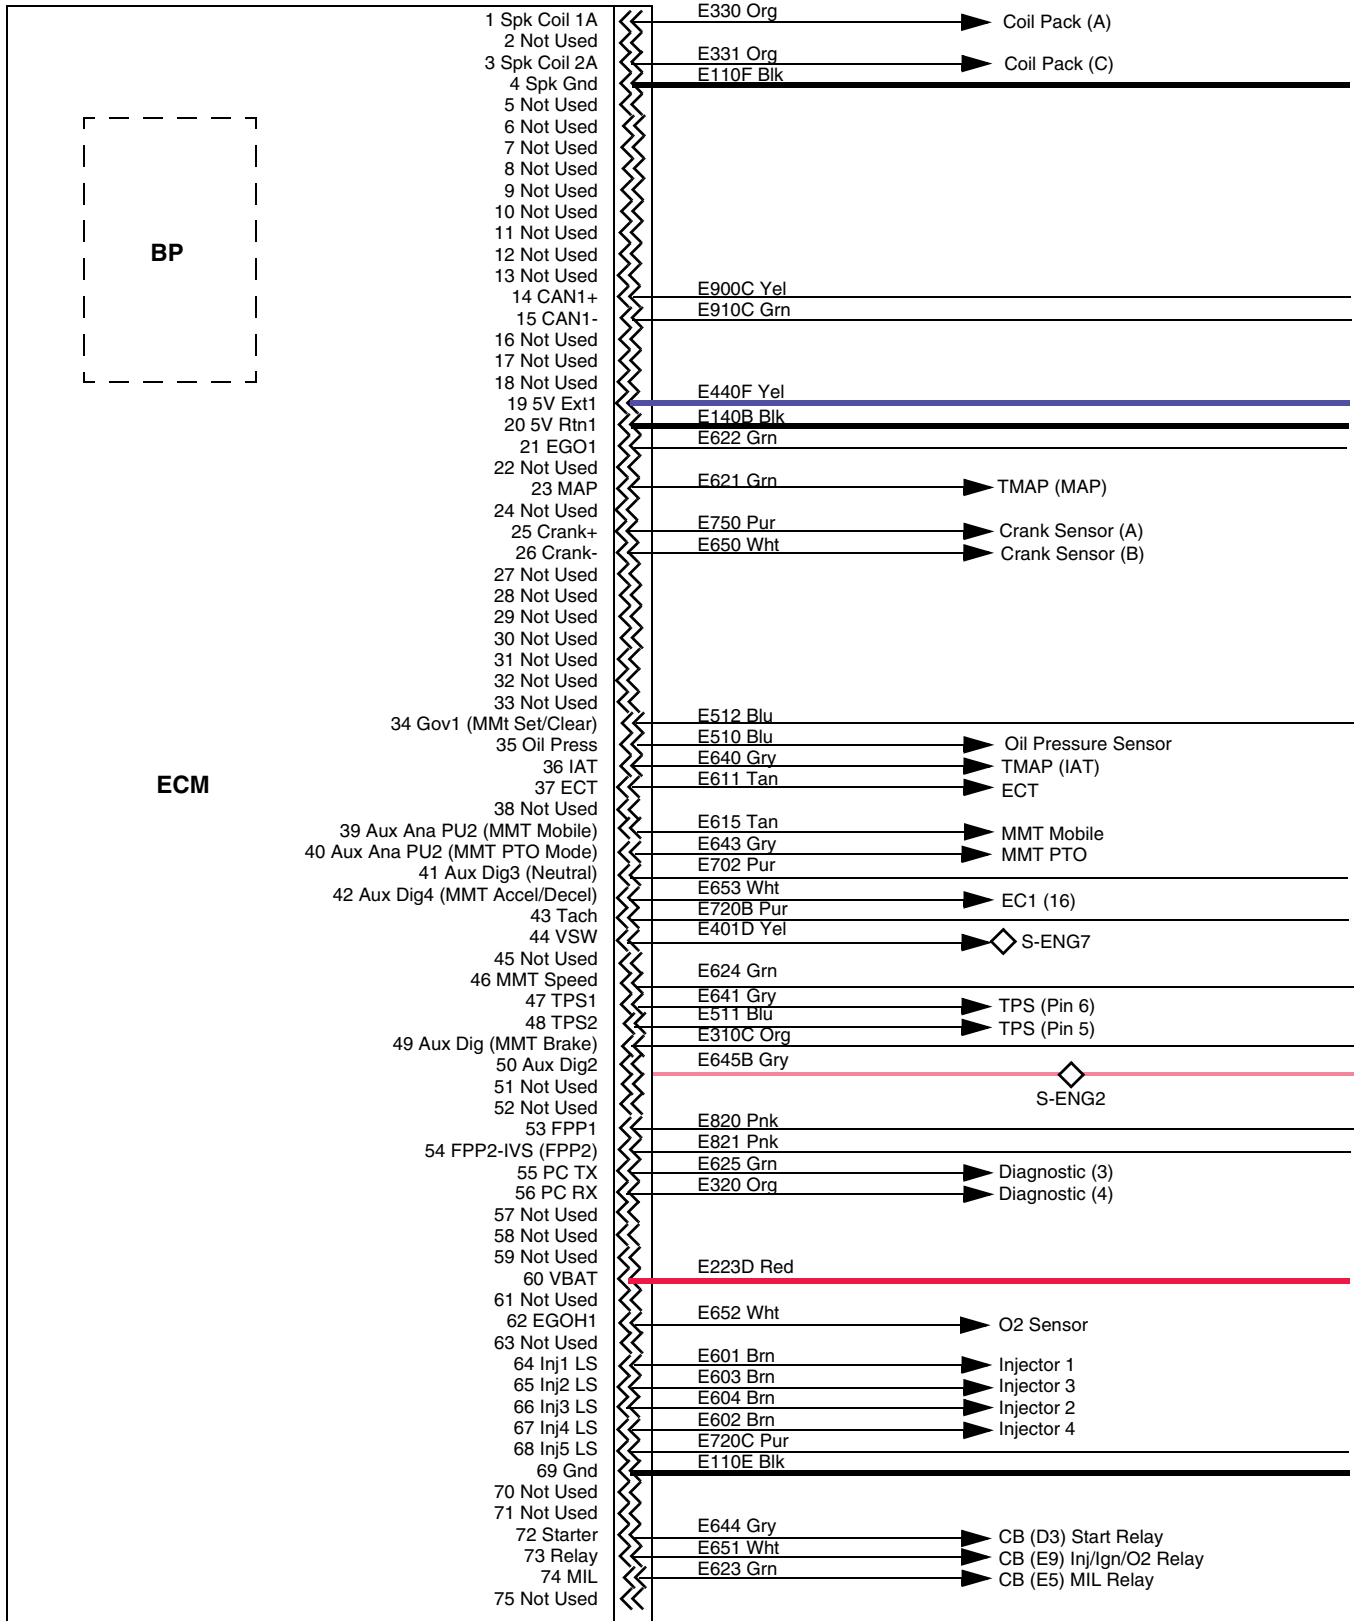 1 Spk Coil 1A E330 Org Coil Pack (A)
2 Not Used
3 Spk Coil 2A E331 Org Coil Pack (C)
4 Spk Gnd E110F Blk
5 Not Used
6 Not Used
7 Not Used
8 Not Used
9 Not Used
10 Not Used
11 Not Used
BP
12 Not Used
13 Not Used
14 CAN1+ E900C Yel
15 CAN1- E910C Grn
16 Not Used
17 Not Used
18 Not Used
19 5V Ext1 E440F Yel
20 5V Rtn1 E140B Blk
21 EGO1 E622 Grn
22 Not Used
23 MAP E621 Grn TMAP (MAP)
24 Not Used
25 Crank+ E750 Pur Crank Sensor (A)
26 Crank- E650 Wht Crank Sensor (B)
27 Not Used
28 Not Used
29 Not Used
30 Not Used
31 Not Used
32 Not Used
33 Not Used
34 Gov1 (MMt Set/Clear) E512 Blu
35 Oil Press E510 Blu Oil Pressure Sensor
36 IAT E640 Gry TMAP (IAT)
ECM
37 ECT E611 Tan ECT
38 Not Used
39 Aux Ana PU2 (MMT Mobile) E615 Tan MMT Mobile
40 Aux Ana PU2 (MMT PTO Mode) E643 Gry MMT PTO
41 Aux Dig3 (Neutral) E702 Pur
42 Aux Dig4 (MMT Accel/Decel) E653 Wht EC1 (16)
43 Tach E720B Pur
44 VSW E401D Yel S-ENG7
45 Not Used
46 MMT Speed E624 Grn
47 TPS1 E641 Gry TPS (Pin 6)
48 TPS2 E511 Blu TPS (Pin 5)
49 Aux Dig (MMT Brake) E310C Org
50 Aux Dig2 E645B Gry
51 Not Used
S-ENG2
52 Not Used
53 FPP1 E820 Pnk
54 FPP2-IVS (FPP2) E821 Pnk
55 PC TX E625 Grn Diagnostic (3)
56 PC RX E320 Org Diagnostic (4)
57 Not Used
58 Not Used
59 Not Used
60 VBAT E223D Red
61 Not Used
62 EGOH1 E652 Wht O2 Sensor
63 Not Used
64 Inj1 LS E601 Brn Injector 1
65 Inj2 LS E603 Brn Injector 3
66 Inj3 LS E604 Brn Injector 2
67 Inj4 LS E602 Brn Injector 4
68 Inj5 LS E720C Pur
69 Gnd E110E Blk
70 Not Used
71 Not Used
72 Starter E644 Gry CB (D3) Start Relay
73 Relay E651 Wht CB (E9) Inj/Ign/O2 Relay
74 MIL E623 Grn CB (E5) MIL Relay
75 Not Used